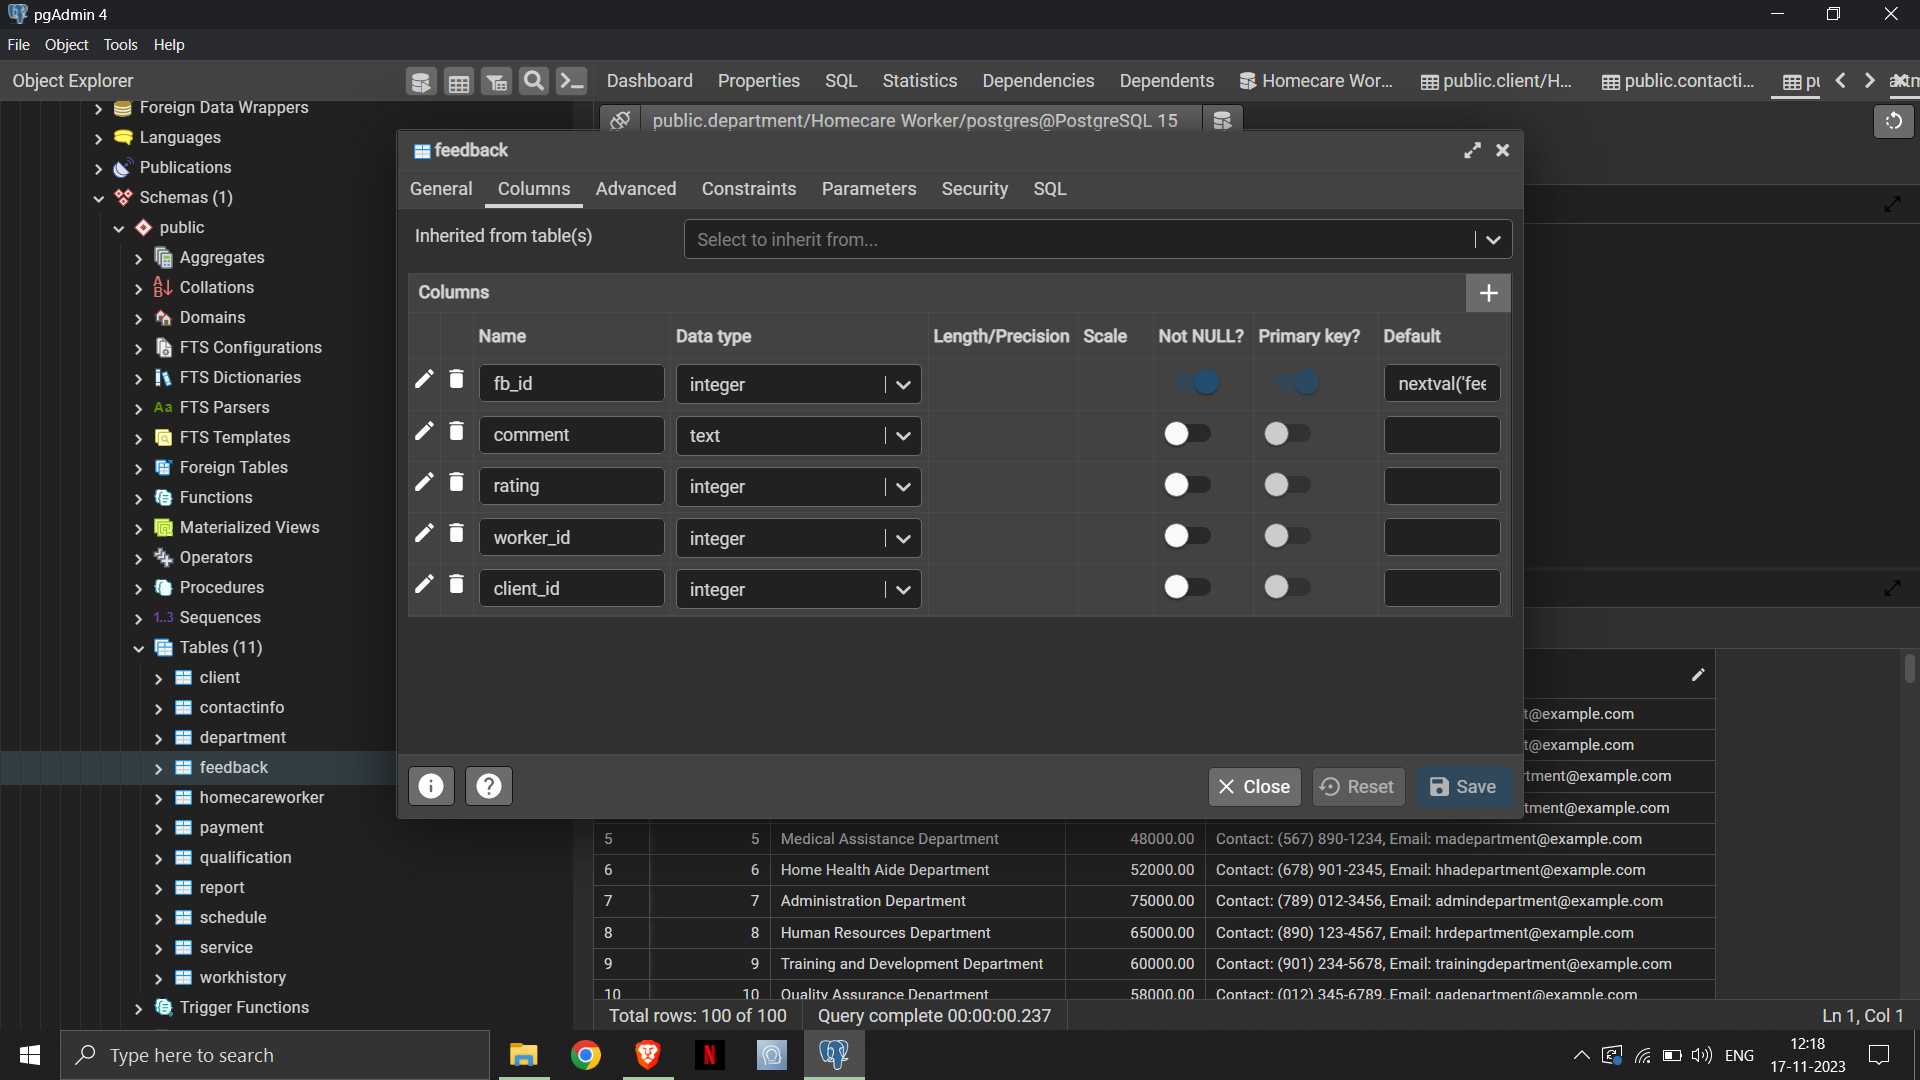 pgAdmin 4
File Object Tools Help
Object Explorer
Dashboard Properties SQL Statistics Dependencies Dependents Homecare Wor... public.client/H... public.contacti... pu
public.department/Homecare Worker/postgres@PostgreSQL 15
Foreign Data Wrappers
Languages
Publications
Schemas (1)
public
Aggregates
Collations
Domains
FTS Configurations
FTS Dictionaries
Aa FTS Parsers
FTS Templates
Foreign Tables
Functions
Materialized Views
Operators
Procedures
1..3 Sequences
Tables (11)
client
contactinfo
department
feedback
homecareworker
payment
qualification
report
schedule
service
workhistory
Trigger Functions
feedback
General Columns Advanced Constraints Parameters Security SQL
Inherited from table(s) Select to inherit from...
Columns
Name Data type Length/Precision Scale Not NULL? Primary key? Default
fb_id integer nextval('fee
comment text
rating integer
worker_id integer
client_id integer
Close Reset Save
t@example.com
t@example.com
tment@example.com
tment@example.com
5 5 Medical Assistance Department 48000.00 Contact: (567) 890-1234, Email: madepartment@example.com
6 6 Home Health Aide Department 52000.00 Contact: (678) 901-2345, Email: hhadepartment@example.com
7 7 Administration Department 75000.00 Contact: (789) 012-3456, Email: admindepartment@example.com
8 8 Human Resources Department 65000.00 Contact: (890) 123-4567, Email: hrdepartment@example.com
9 9 Training and Development Department 60000.00 Contact: (901) 234-5678, Email: trainingdepartment@example.com
10 10 Quality Assurance Department 58000.00 Contact: (012) 345-6789, Email: qadepartment@example.com
Total rows: 100 of 100 Query complete 00:00:00.237 Ln 1, Col 1
Type here to search
ENG
12:18
17-11-2023